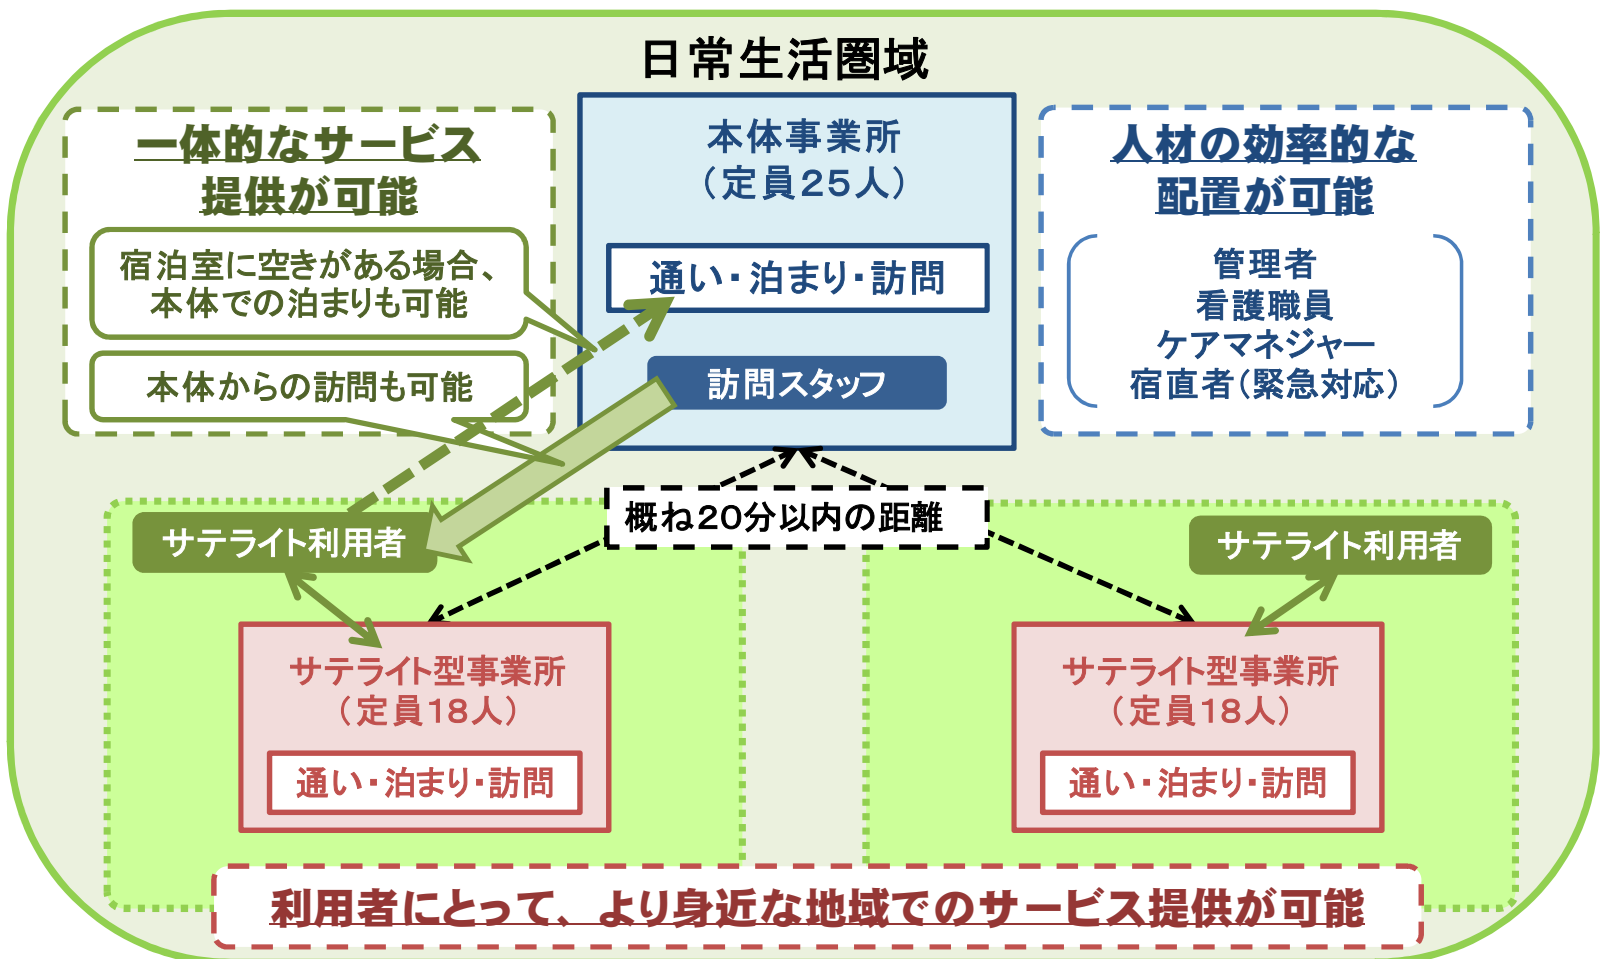 日常生活圏域
一体的なサービス
提供が可能
宿泊室に空きがある場合、
本体での泊まりも可能
本体からの訪問も可能
本体事業所
（定員25人）
通い・泊まり・訪問
訪問スタッフ
人材の効率的な
配置が可能
管理者
看護職員
ケアマネジャー
宿直者（緊急対応）
概ね20分以内の距離
サテライト利用者
サテライト型事業所
（定員18人）
通い・泊まり・訪問
サテライト利用者
サテライト型事業所
（定員18人）
通い・泊まり・訪問
利用者にとって、より身近な地域でのサービス提供が可能